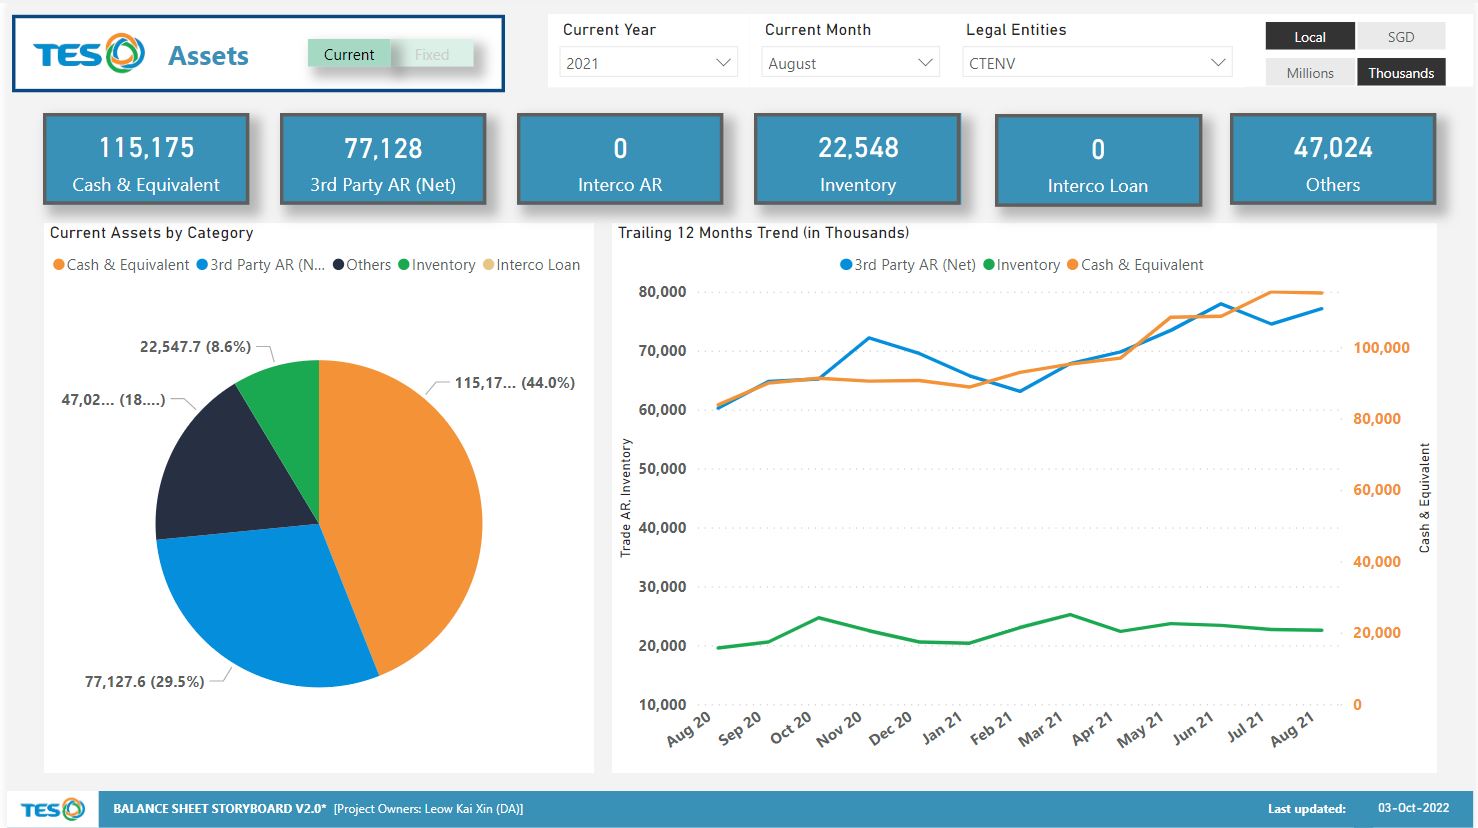 TES Assets
Current
Fixed
Current Year
2021
Current Month
August
Legal Entities
CTENV
Local
SGD
Millions
Thousands
115,175
Cash & Equivalent
77,128
3rd Party AR (Net)
0
Interco AR
22,548
Inventory
0
Interco Loan
47,024
Others
Current Assets by Category
Cash & Equivalent 3rd Party AR (N... Others Inventory Interco Loan
22,547.7 (8.6%)
115,17... (44.0%)
47,02... (18....)
77,127.6 (29.5%)
Trailing 12 Months Trend (in Thousands)
3rd Party AR (Net) Inventory Cash & Equivalent
80,000
70,000
60,000
50,000
40,000
30,000
20,000
10,000
Trade AR, Inventory
100,000
80,000
60,000
40,000
20,000
0
Cash & Equivalent
Aug 20
Sep 20
Oct 20
Nov 20
Dec 20
Jan 21
Feb 21
Mar 21
Apr 21
May 21
Jun 21
Jul 21
Aug 21
TES BALANCE SHEET STORYBOARD V2.0* [Project Owners: Leow Kai Xin (DA)]
Last updated: 03-Oct-2022